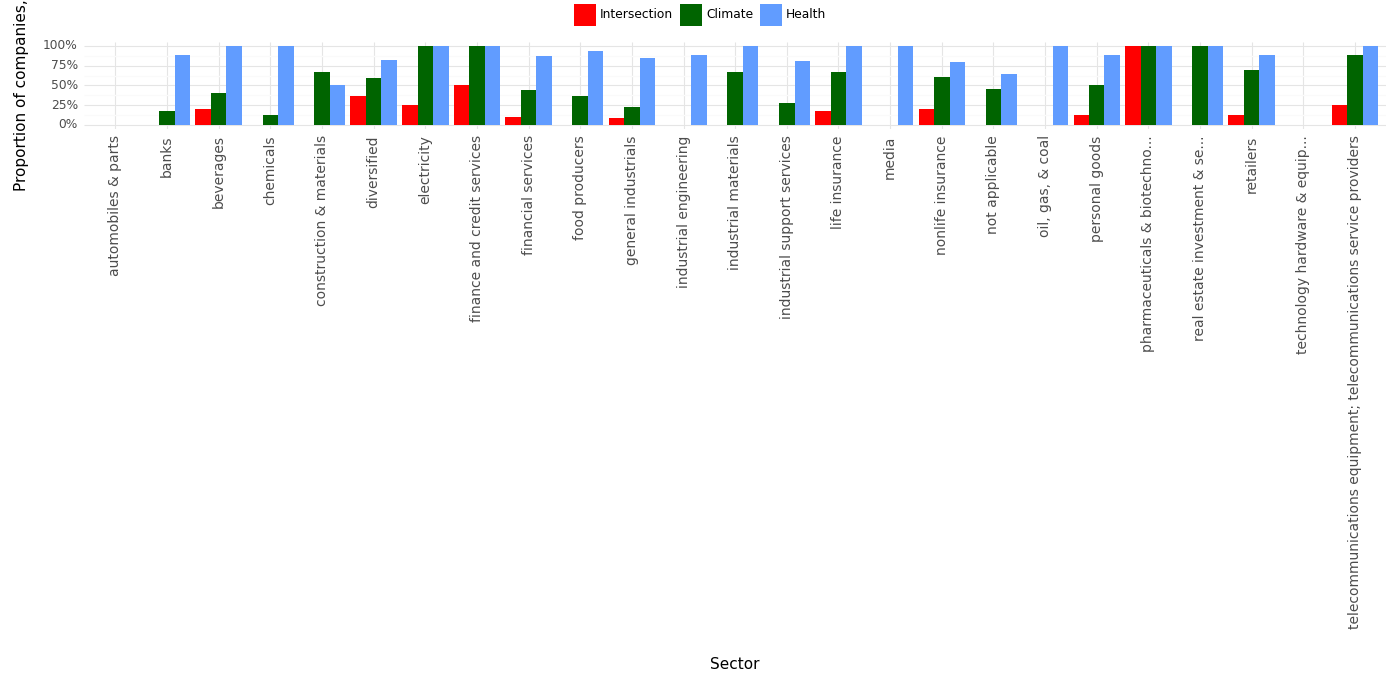 Intersection Climate Health
Proportion of companies,
100%
75%
50%
25%
0%
automobiles & parts
banks
beverages
chemicals
construction & materials
diversified
electricity
finance and credit services
financial services
food producers
general industrials
industrial engineering
industrial materials
industrial support services
life insurance
media
nonlife insurance
not applicable
oil, gas, & coal
personal goods
pharmaceuticals & biotechno...
real estate investment & se...
retailers
technology hardware & equip...
telecommunications equipment; telecommunications service providers
Sector